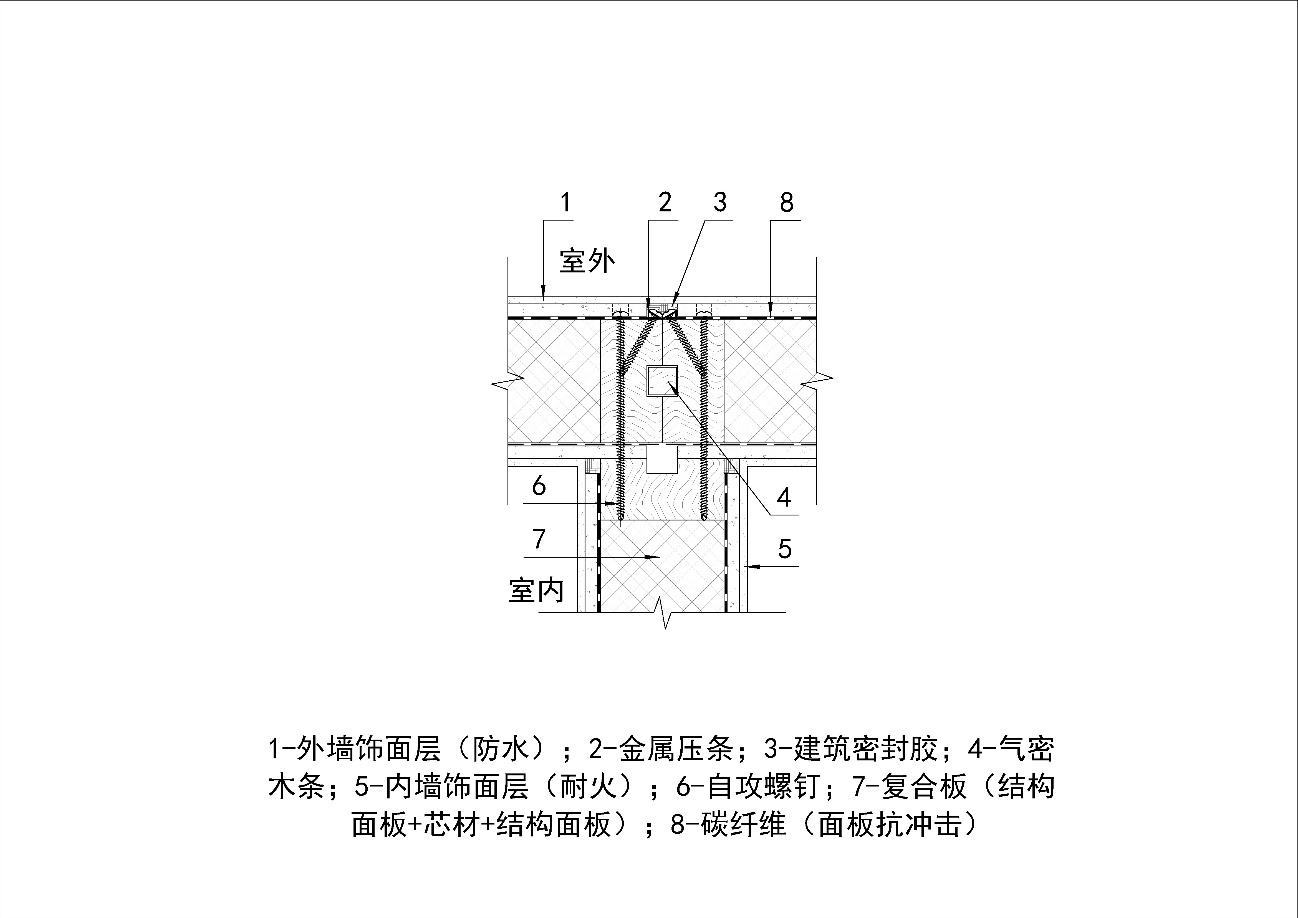 1 2 3 8
室外
6
4
7
5
室内
1-外墙饰面层（防水）；2-金属压条；3-建筑密封胶；4-气密
木条；5-内墙饰面层（耐火）；6-自攻螺钉；7-复合板（结构
面板+芯材+结构面板）；8-碳纤维（面板抗冲击）